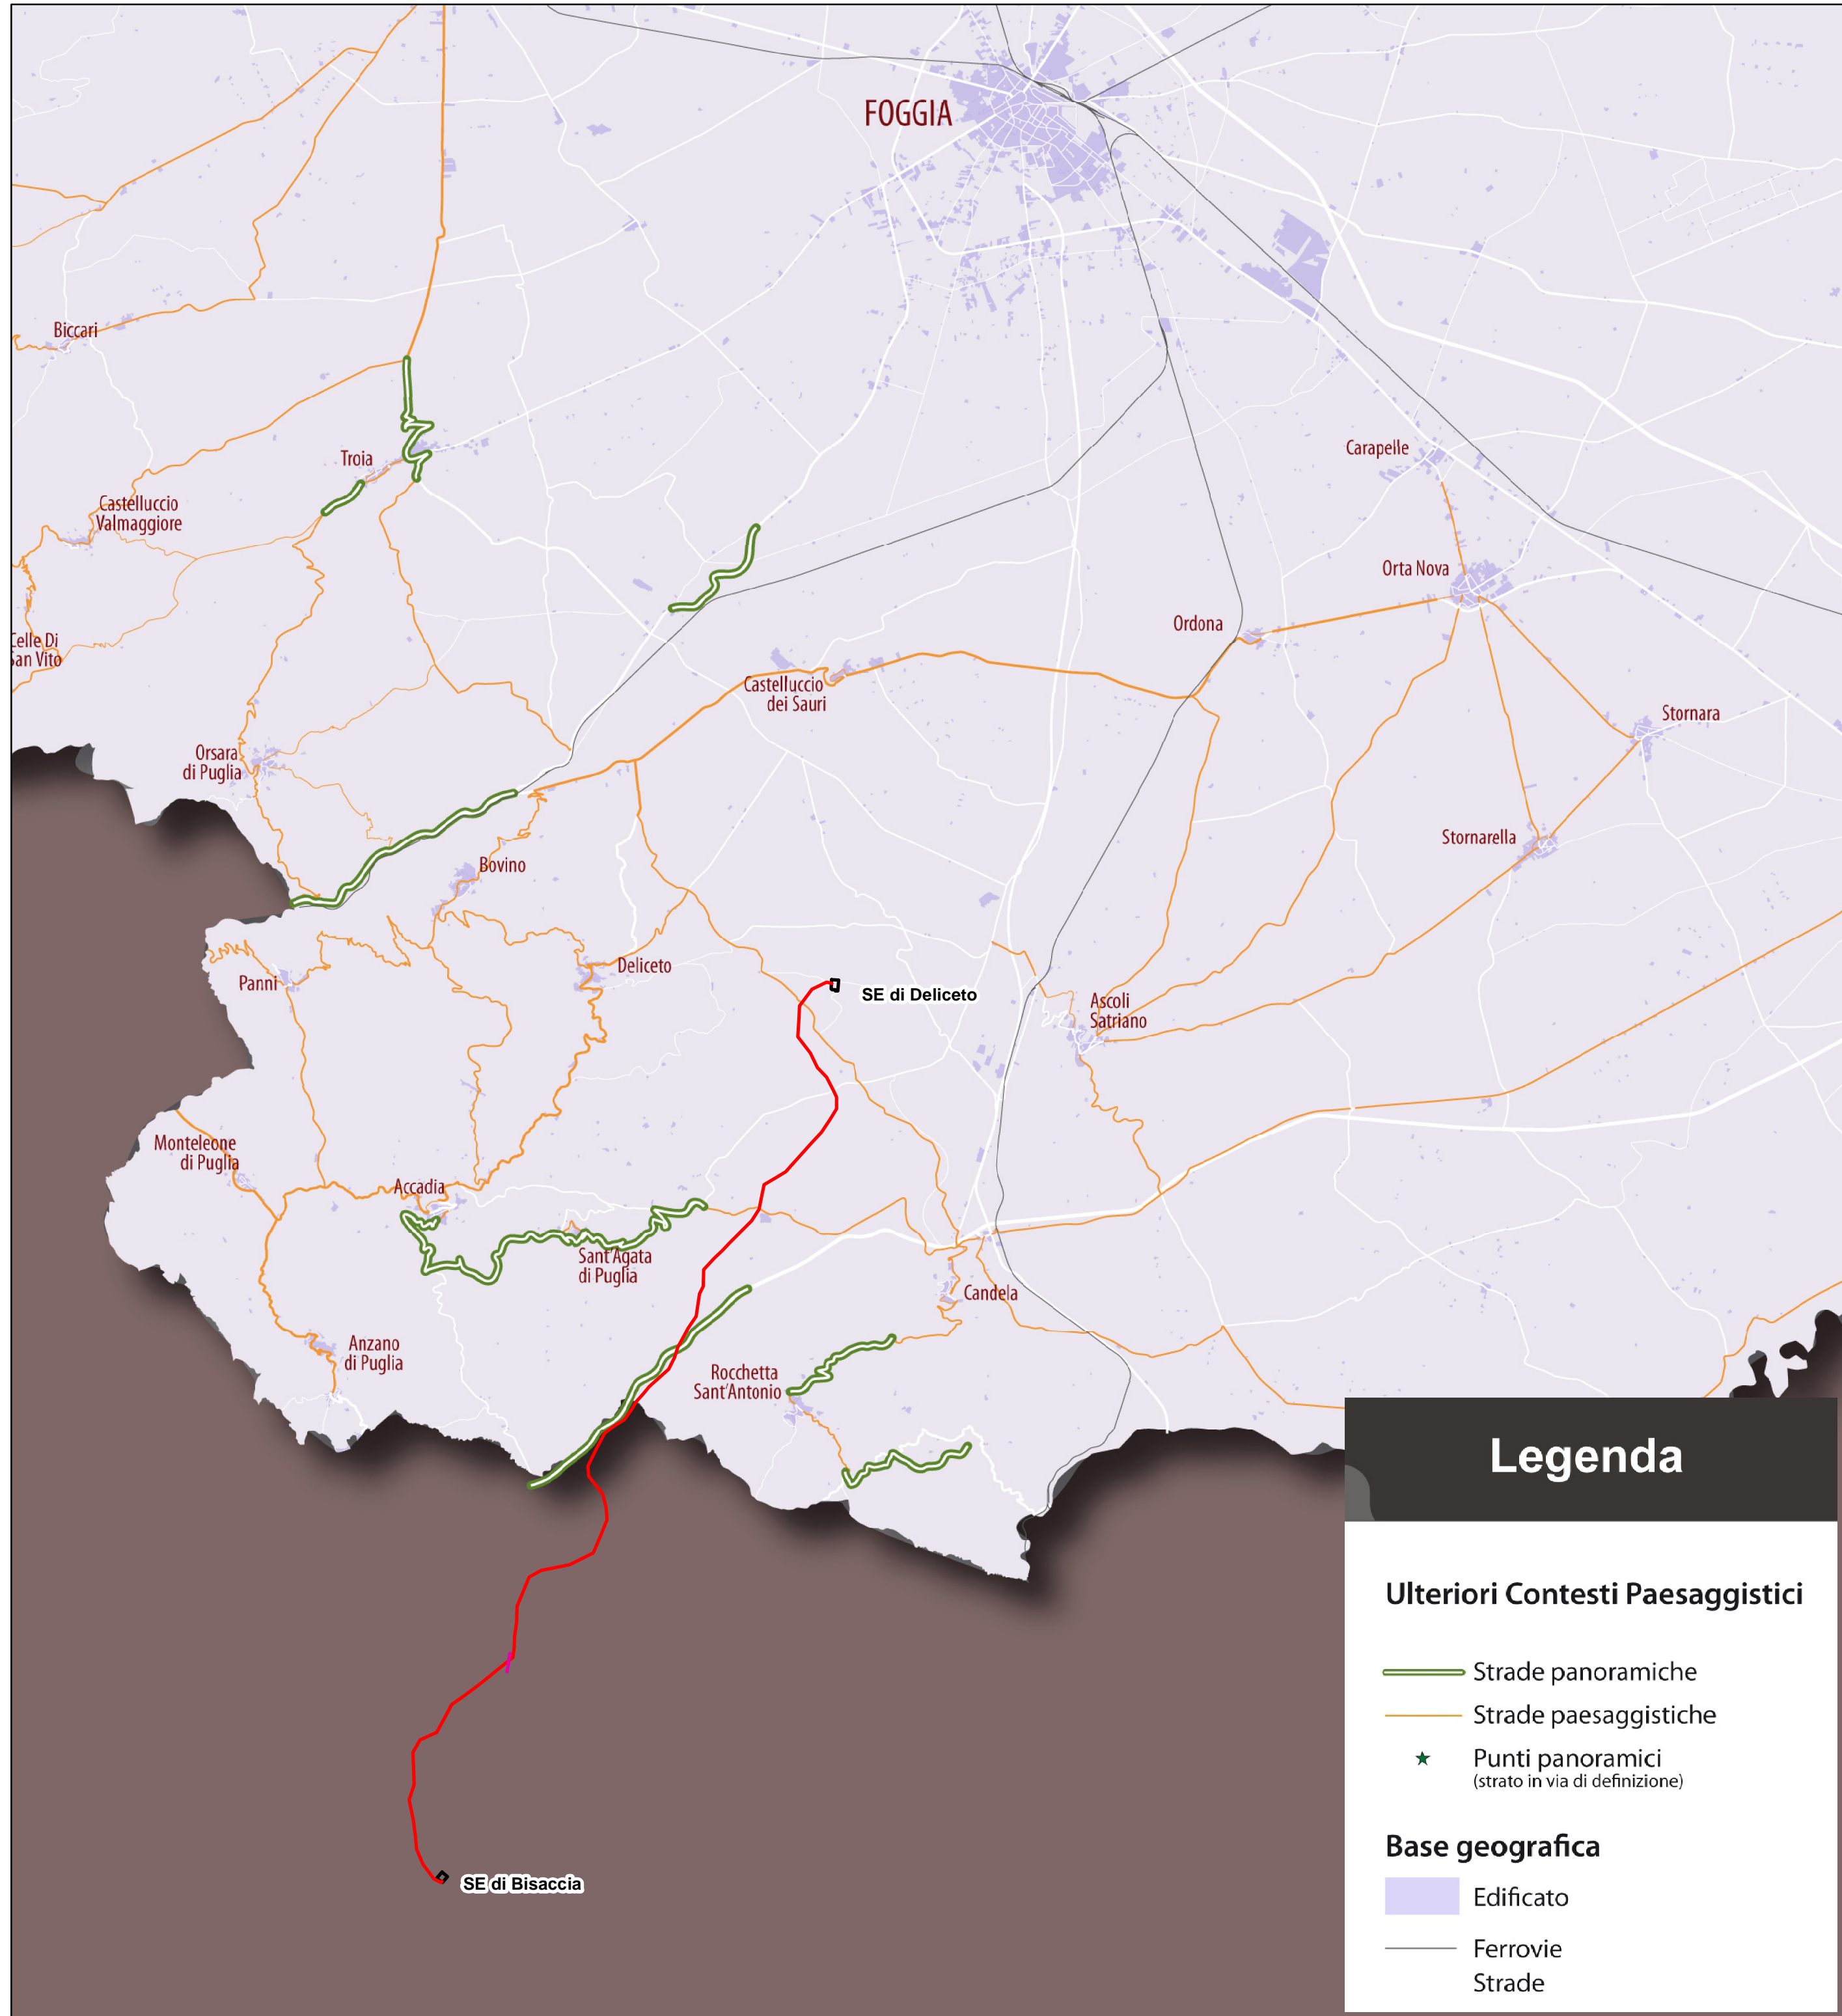 FOGGIA
Biccari
Carapelle
Troia
Castelluccio
Valmaggiore
Orta Nova
Ordona
Celle Di
San Vito
Castelluccio
dei Sauri
Stornara
Orsara
di Puglia
Stornarella
Bovino
Deliceto
Panni
SE di Deliceto
Ascoli
Satriano
Monteleone
di Puglia
Accadia
Sant'Agata
di Puglia
Candela
Anzano
di Puglia
Rocchetta
Sant'Antonio
SE di Bisaccia
Legenda
Ulteriori Contesti Paesaggistici
Strade panoramiche
Strade paesaggistiche
Punti panoramici
(strato in via di definizione)
Base geografica
Edificato
Ferrovie
Strade